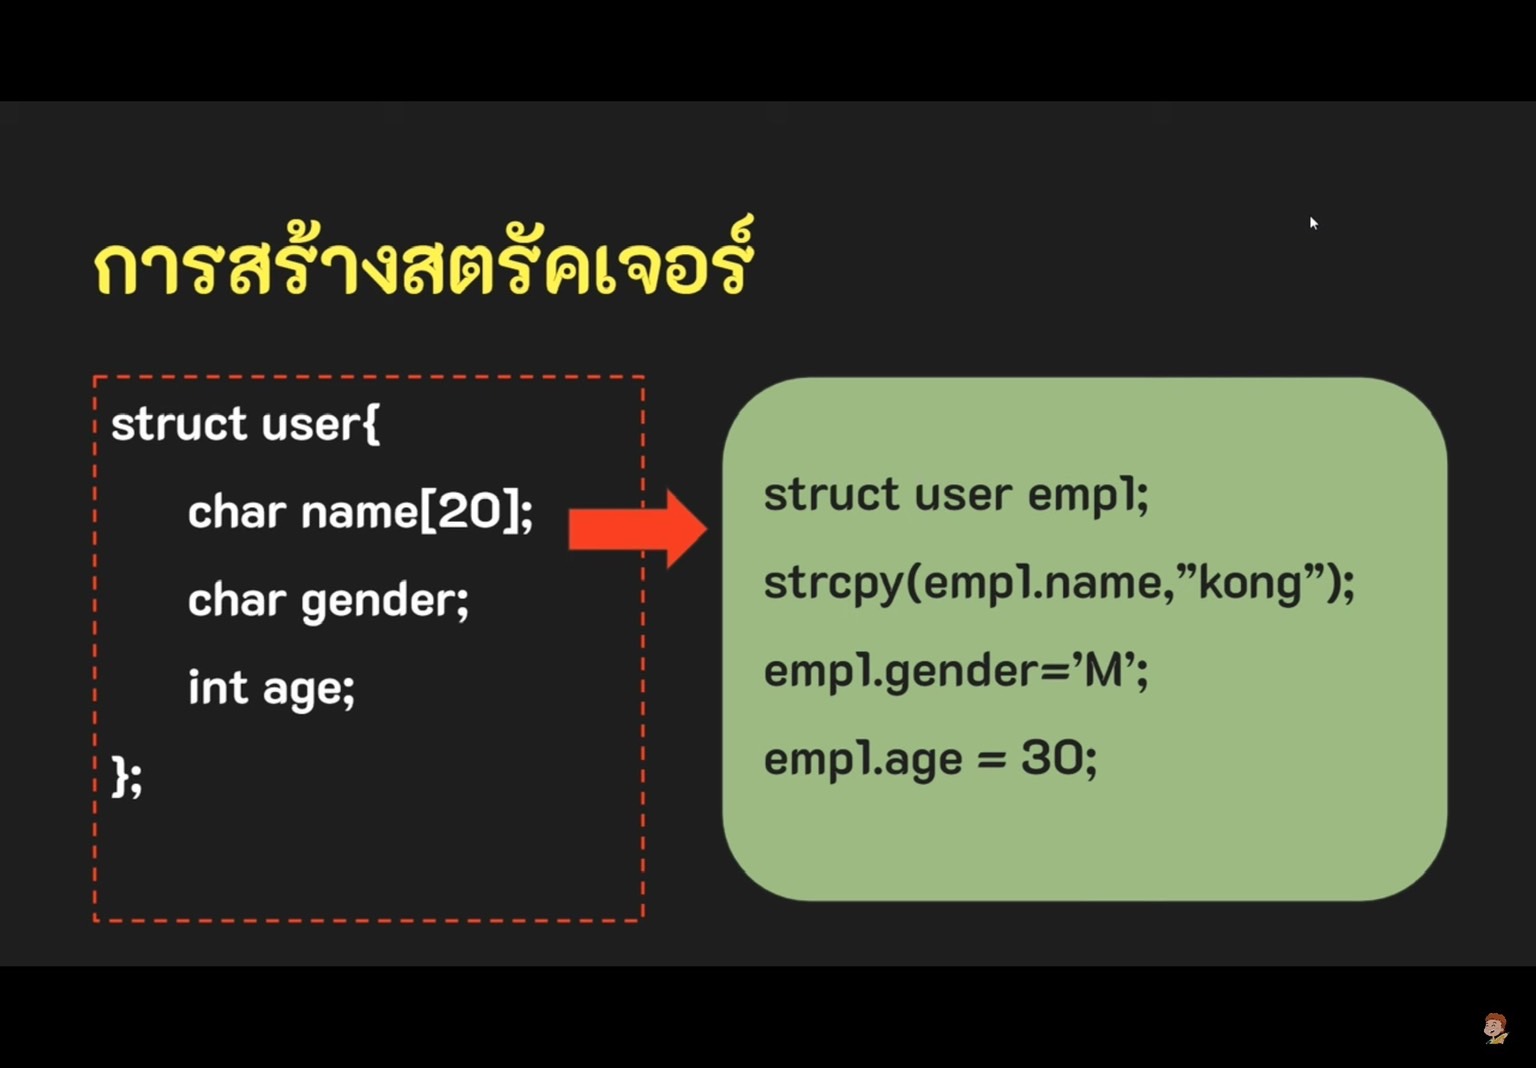 การสร้างสตรัคเจอร์
struct user{
char name[20];
char gender;
int age;
};
struct user emp1;
strcpy(emp1.name,”kong”);
emp1.gender=’M’;
emp1.age = 30;